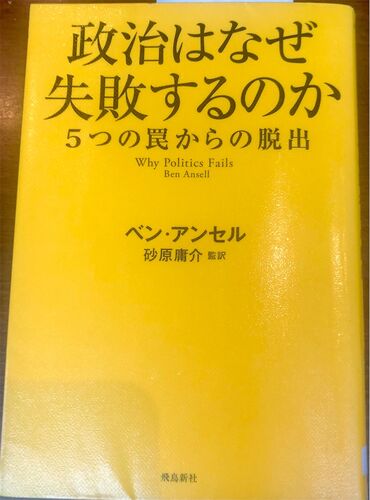 政治はなぜ
失敗するのか
5つの罠からの脱出
Why Politics Fails
Ben Ansell
ベン・アンセル
砂原庸介 監訳
飛鳥新社